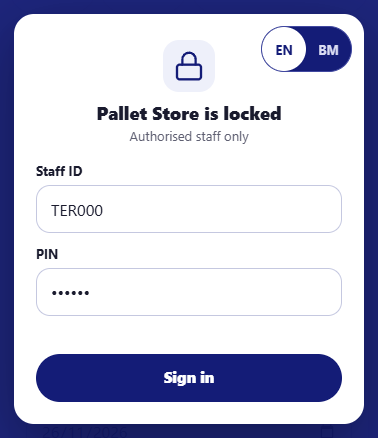 EN BM
Pallet Store is locked
Authorised staff only
Staff ID
TER000
PIN
••••••
Sign in